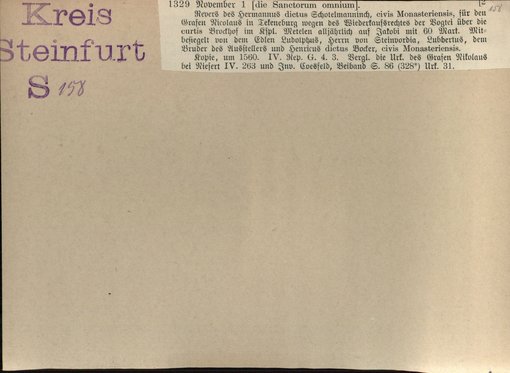 Kreis
Steinfurt
S 158
1329 November 1 [die Sanctorum omnium]. [2
158
Revers des Hermannus dictus Schotelmanninch, civis Monasteriensis, für den
Grafen Nicolaus in Tekeneburg wegen des Wiederkaufsrechtes der Vogtei über die
curtis Brochof im Kspl. Metelen alljährlich auf Jakobi mit 60 Mark. Mit-
besiegelt von dem Edlen Ludolphus, Herrn von Steinvordia, Lubbertus, dem
Bruder des Ausstellers und Henricus dictus Bocker, civis Monasteriensis.
Kopie, um 1560. IV. Rep. G. 4. 3. Vergl. die Urk. des Grafen Nikolaus
bei Niesert IV. 263 und Inv. Coesfeld, Beiband S. 86 (328*) Urk. 31.